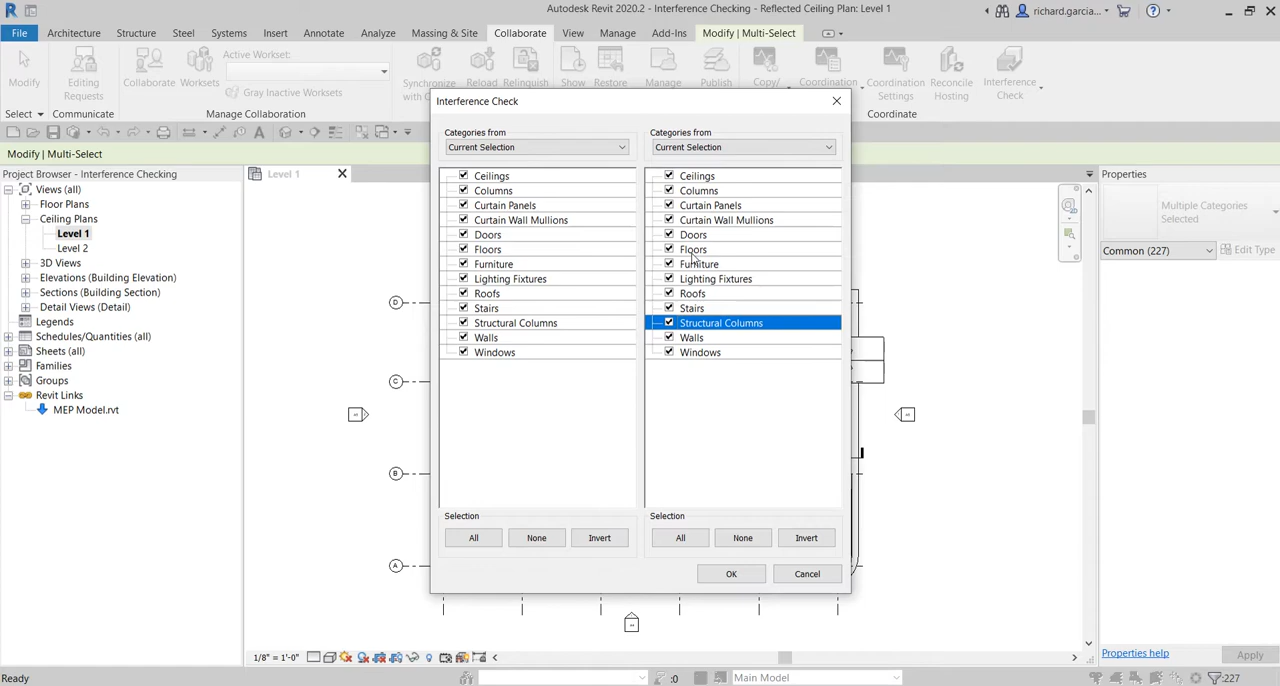 Autodesk Revit 2020.2 - Interference Checking - Reflected Ceiling Plan: Level 1
richard.garcia...
File Architecture Structure Steel Systems Insert Annotate Analyze Massing & Site Collaborate View Manage Add-Ins Modify | Multi-Select
Modify
Editing Requests
Collaborate
Worksets
Active Workset:
Gray Inactive Worksets
Synchronize with C
Reload
Relinquish
Show
Restore
Manage
Publish
Copy/
Coordination
Coordination Settings
Reconcile Hosting
Interference Check
Select
Communicate
Manage Collaboration
Coordinate
Modify | Multi-Select
Project Browser - Interference Checking
Views (all)
Floor Plans
Ceiling Plans
Level 1
Level 2
3D Views
Elevations (Building Elevation)
Sections (Building Section)
Detail Views (Detail)
Legends
Schedules/Quantities (all)
Sheets (all)
Families
Groups
Revit Links
MEP Model.rvt
Level 1
D
C
B
A
Interference Check
Categories from
Current Selection
Ceilings
Columns
Curtain Panels
Curtain Wall Mullions
Doors
Floors
Furniture
Lighting Fixtures
Roofs
Stairs
Structural Columns
Walls
Windows
Selection
All None Invert
Categories from
Current Selection
Ceilings
Columns
Curtain Panels
Curtain Wall Mullions
Doors
Floors
Furniture
Lighting Fixtures
Roofs
Stairs
Structural Columns
Walls
Windows
Selection
All None Invert
OK Cancel
Properties
Multiple Categories Selected
Common (227)
Edit Type
Properties help
Apply
1/8" = 1'-0"
Ready
:0
Main Model
:227